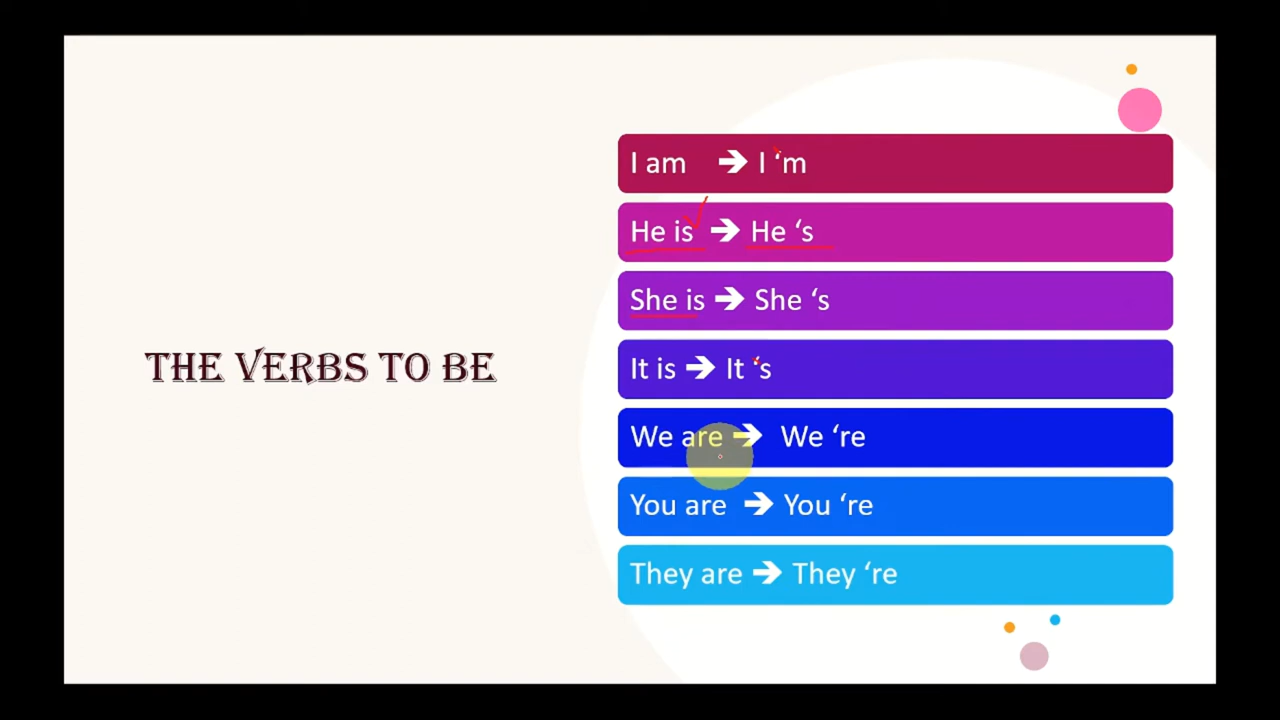 THE VERBS TO BE
I am ➔ I ‘m
He is ➔ He ‘s
She is ➔ She ‘s
It is ➔ It ‘s
We are ➔ We ‘re
You are ➔ You ‘re
They are ➔ They ‘re